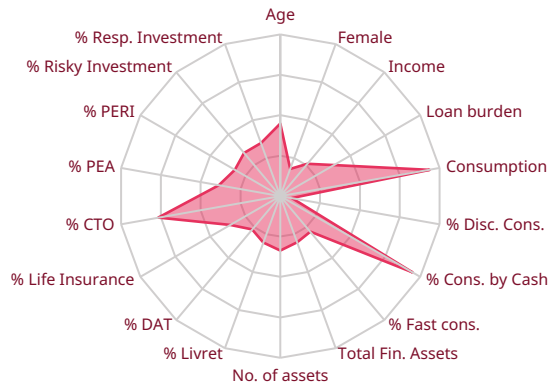 Age
% Resp. Investment
Female
% Risky Investment
Income
% PERI
Loan burden
% PEA
Consumption
% CTO
% Disc. Cons.
% Life Insurance
% Cons. by Cash
% DAT
% Fast cons.
% Livret
Total Fin. Assets
No. of assets